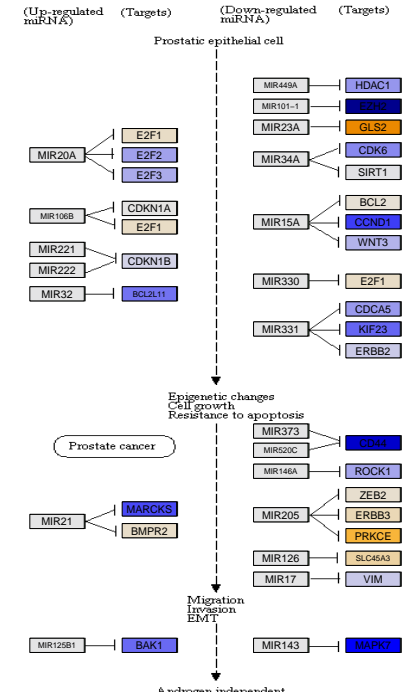 (Up-regulated
miRNA)
(Targets)
(Down-regulated
miRNA)
(Targets)
Prostatic epithelial cell
MIR449A
HDAC1
MIR101-1
EZH2
MIR23A
GLS2
MIR20A
E2F1
E2F2
E2F3
MIR34A
CDK6
SIRT1
MIR106B
CDKN1A
E2F1
MIR15A
BCL2
CCND1
WNT3
MIR221
MIR222
CDKN1B
MIR32
BCL2L11
MIR330
E2F1
MIR331
CDCA5
KIF23
ERBB2
Epigenetic changes
Cell growth
Resistance to apoptosis
Prostate cancer
MIR373
MIR520C
CD44
MIR146A
ROCK1
MIR21
MARCKS
BMPR2
MIR205
ZEB2
ERBB3
PRKCE
MIR126
SLC45A3
MIR17
VIM
Migration
Invasion
EMT
MIR125B1
BAK1
MIR143
MAPK7
Androgen independent